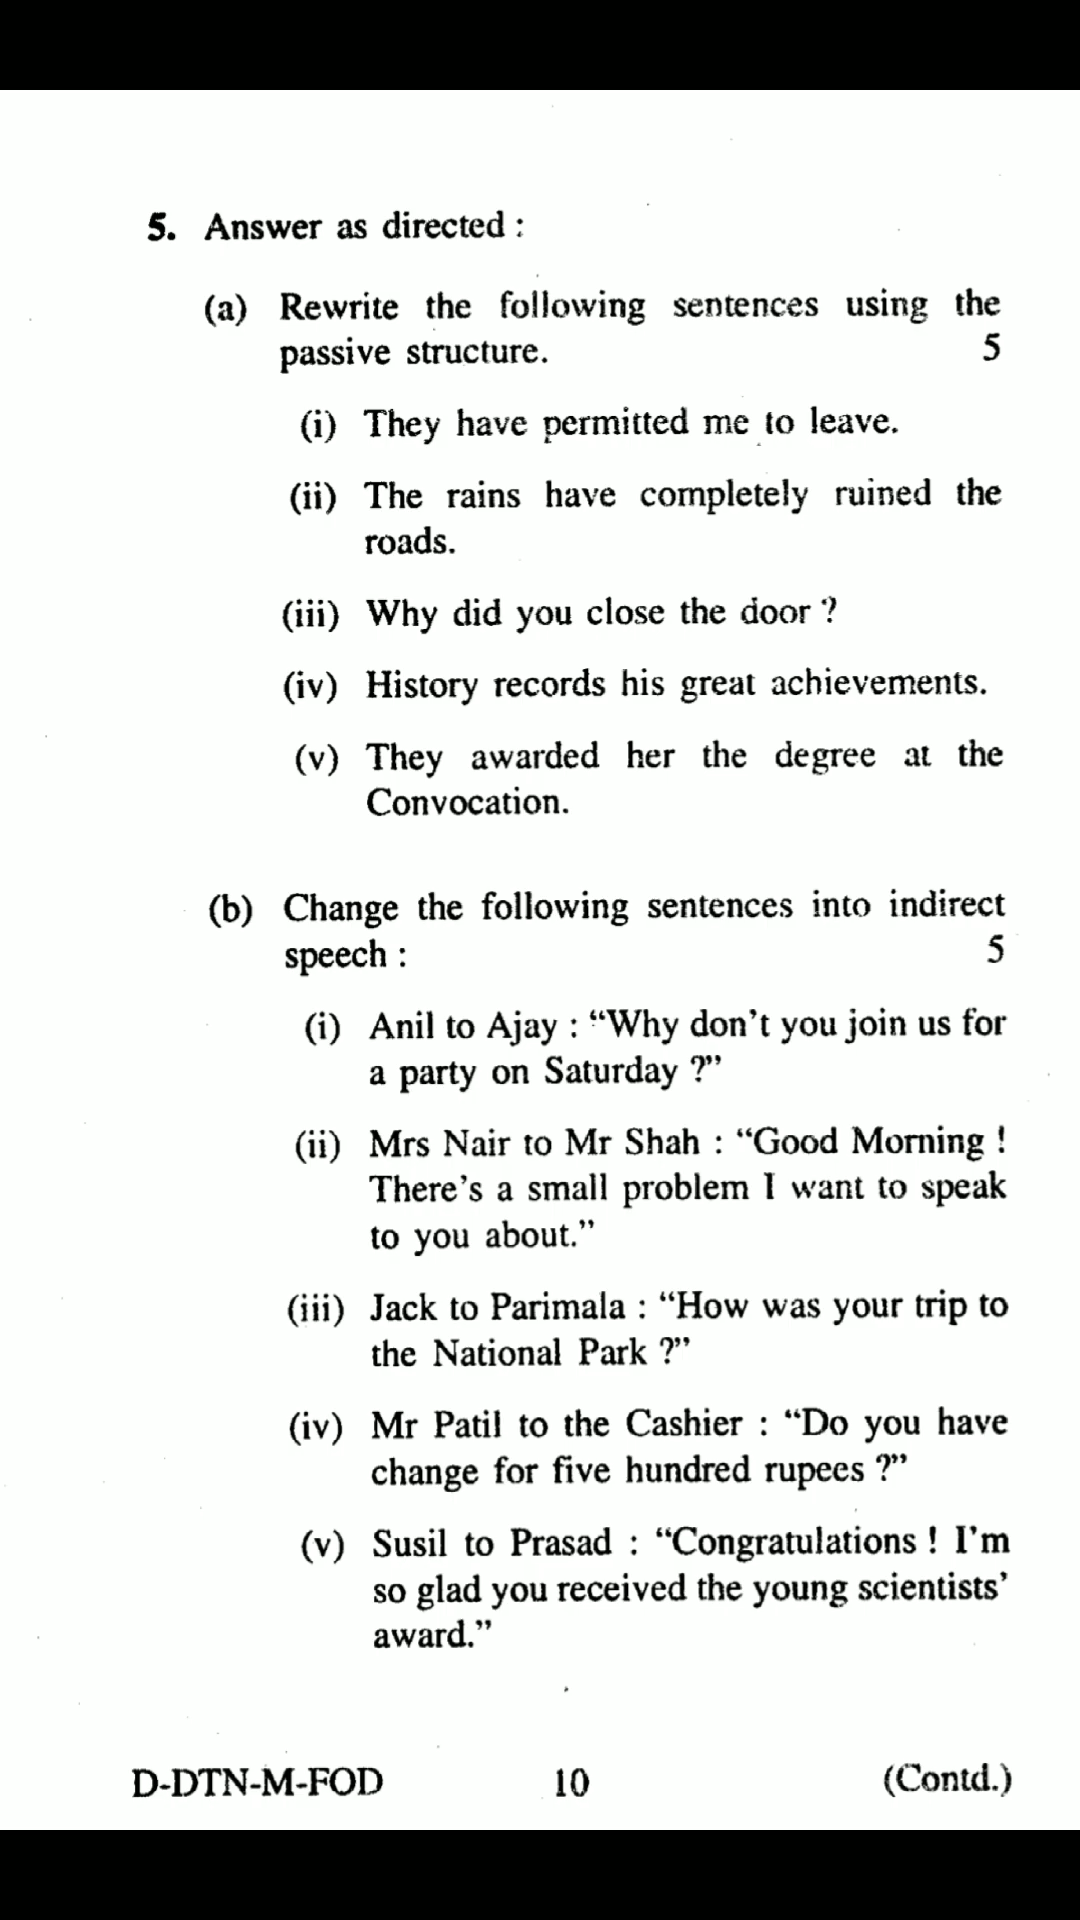 5. Answer as directed :
(a) Rewrite the following sentences using the
passive structure. 5
(i) They have permitted me to leave.
(ii) The rains have completely ruined the
roads.
(iii) Why did you close the door ?
(iv) History records his great achievements.
(v) They awarded her the degree at the
Convocation.
(b) Change the following sentences into indirect
speech : 5
(i) Anil to Ajay : “Why don’t you join us for
a party on Saturday ?”
(ii) Mrs Nair to Mr Shah : “Good Morning !
There’s a small problem I want to speak
to you about.”
(iii) Jack to Parimala : “How was your trip to
the National Park ?”
(iv) Mr Patil to the Cashier : “Do you have
change for five hundred rupees ?”
(v) Susil to Prasad : “Congratulations ! I’m
so glad you received the young scientists’
award.”
D-DTN-M-FOD 10 (Contd.)